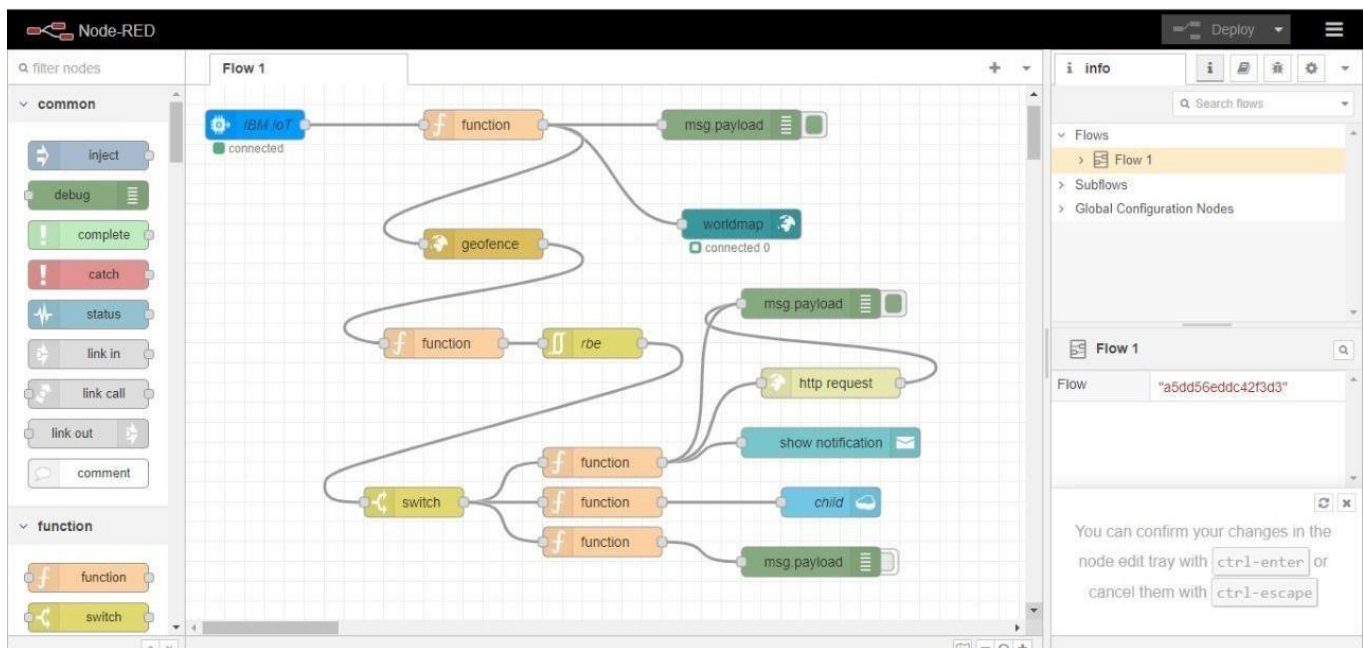 Node-RED
Deploy
filter nodes
Flow 1
i info
i
Search flows
common
Flows
Flow 1
Subflows
Global Configuration Nodes
inject
debug
complete
catch
status
link in
link call
link out
comment
function
function
switch
IBM IoT
connected
function
msg.payload
worldmap
connected 0
geofence
msg.payload
function
rbe
http request
show notification
function
switch
function
child
function
msg.payload
Flow 1
Flow "a5dd56eddc42f3d3"
You can confirm your changes in the
node edit tray with ctrl-enter or
cancel them with ctrl-escape